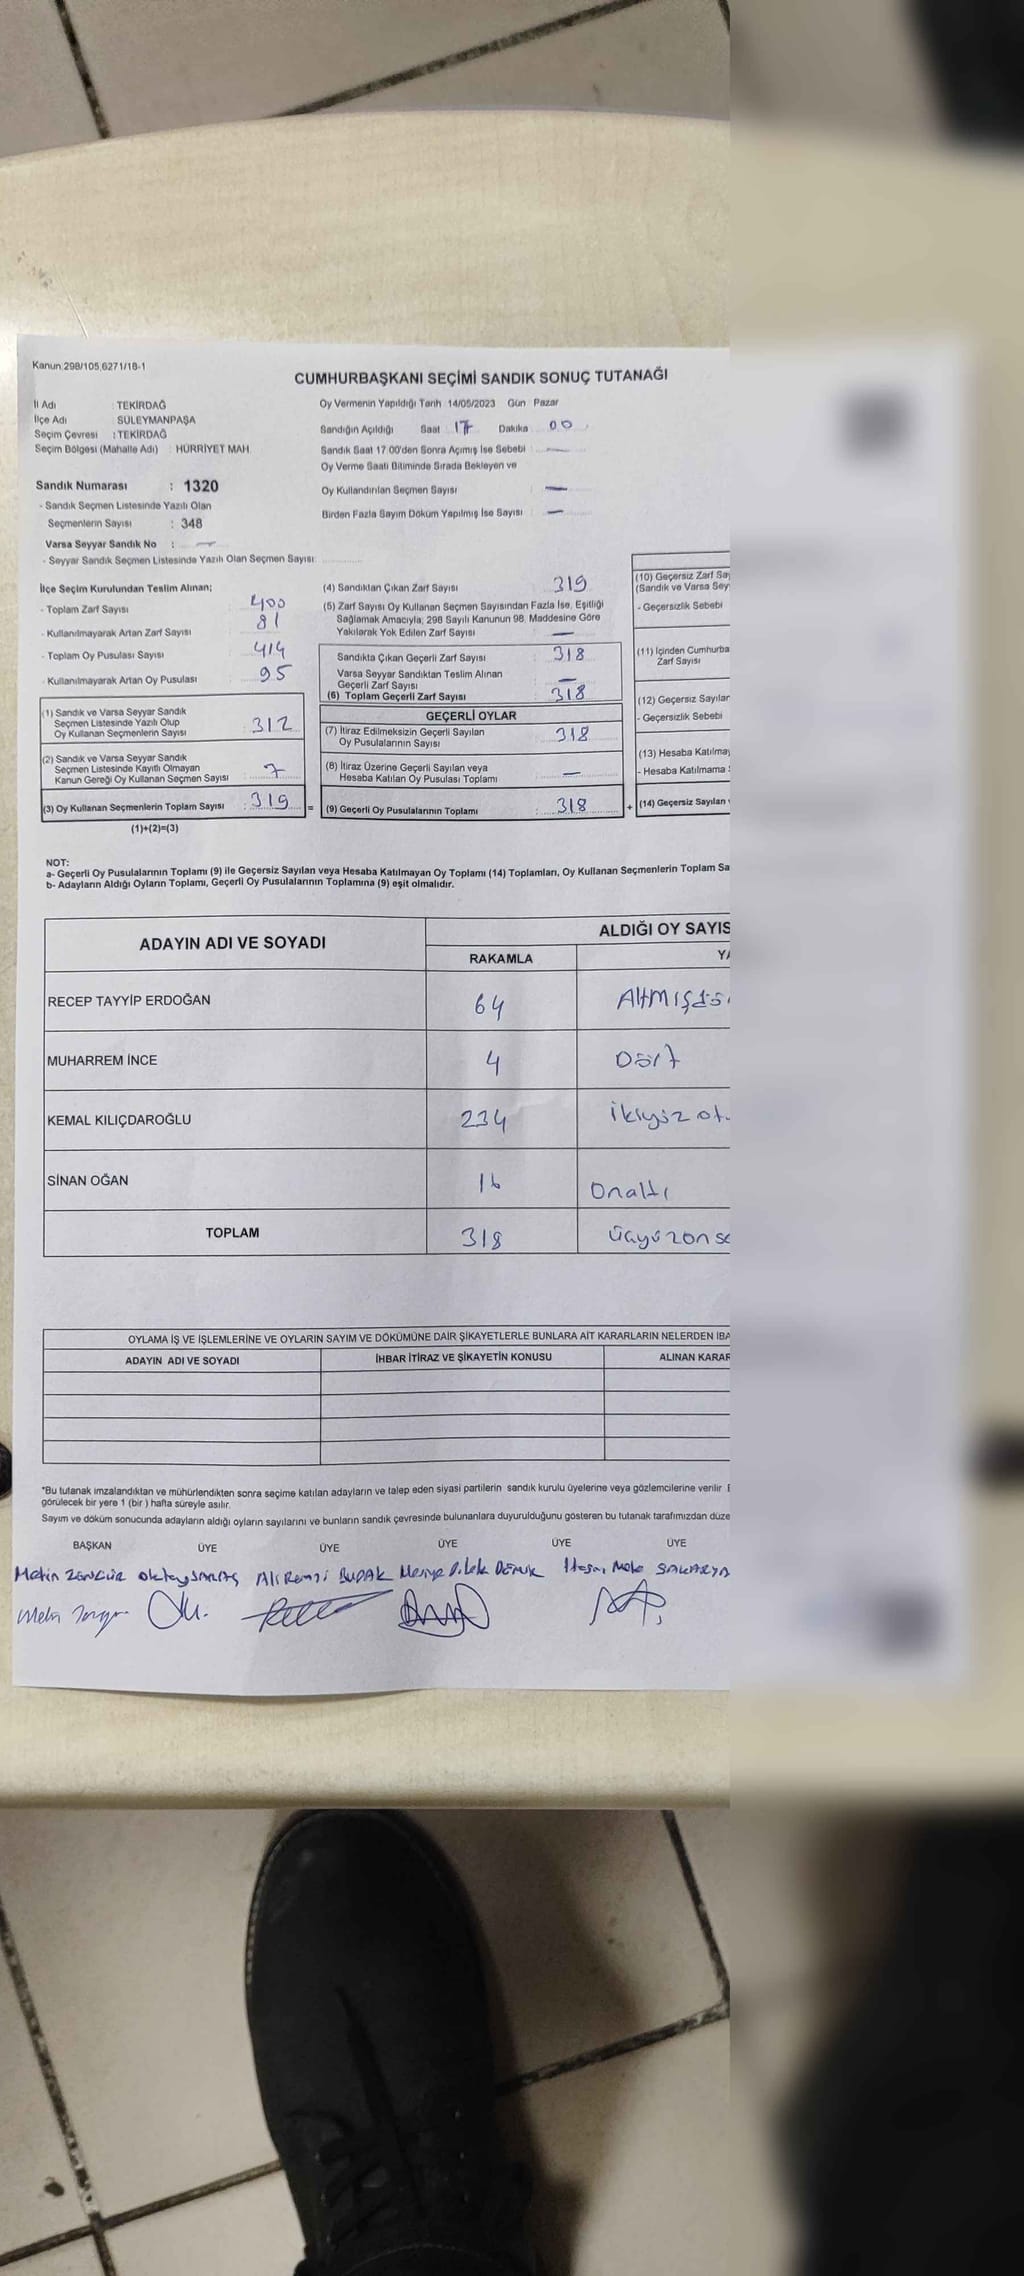 Kanun:298/105,6271/18-1
CUMHURBAŞKANI SEÇİMİ SANDIK SONUÇ TUTANAĞI
İl Adı : TEKİRDAĞ
İlçe Adı : SÜLEYMANPAŞA
Seçim Çevresi : TEKİRDAĞ
Seçim Bölgesi (Mahalle Adı) : HÜRRİYET MAH.
Sandık Numarası : 1320
- Sandık Seçmen Listesinde Yazılı Olan
Seçmenlerin Sayısı : 348
Varsa Seyyar Sandık No : —
- Seyyar Sandık Seçmen Listesinde Yazılı Olan Seçmen Sayısı:
Oy Vermenin Yapıldığı Tarih 14/05/2023 Gün Pazar
Sandığın Açıldığı Saat 17 Dakika 00
Sandık Saat 17:00'den Sonra Açımış İse Sebebi —
Oy Verme Saati Bitiminde Sırada Bekleyen ve
Oy Kullandırılan Seçmen Sayısı —
Birden Fazla Sayım Döküm Yapılmış İse Sayısı —
İlçe Seçim Kurulundan Teslim Alınan;
- Toplam Zarf Sayısı 400
- Kullanılmayarak Artan Zarf Sayısı 81
- Toplam Oy Pusulası Sayısı 414
- Kullanılmayarak Artan Oy Pusulası 95
(1) Sandık ve Varsa Seyyar Sandık
Seçmen Listesinde Yazılı Olup
Oy Kullanan Seçmenlerin Sayısı 312
(2) Sandık ve Varsa Seyyar Sandık
Seçmen Listesinde Kayıtlı Olmayan
Kanun Gereği Oy Kullanan Seçmen Sayısı 7
(3) Oy Kullanan Seçmenlerin Toplam Sayısı : 319 =
(1)+(2)=(3)
(4) Sandıktan Çıkan Zarf Sayısı 319
(5) Zarf Sayısı Oy Kullanan Seçmen Sayısından Fazla İse, Eşitliği
Sağlamak Amacıyla; 298 Sayılı Kanunun 98. Maddesine Göre
Yakılarak Yok Edilen Zarf Sayısı —
Sandıkta Çıkan Geçerli Zarf Sayısı 318
Varsa Seyyar Sandıktan Teslim Alınan
Geçerli Zarf Sayısı —
(6) Toplam Geçerli Zarf Sayısı 318
GEÇERLİ OYLAR
(7) İtiraz Edilmeksizin Geçerli Sayılan
Oy Pusulalarının Sayısı 318
(8) İtiraz Üzerine Geçerli Sayılan veya
Hesaba Katılan Oy Pusulası Toplamı —
(9) Geçerli Oy Pusulalarının Toplamı : 318 +
(10) Geçersiz Zarf Sa
(Sandık ve Varsa Sey
- Geçersizlik Sebebi
(11) İçinden Cumhurba
Zarf Sayısı
(12) Geçersiz Sayılar
- Geçersizlik Sebebi
(13) Hesaba Katılma
- Hesaba Katılmama
(14) Geçersiz Sayılan
NOT:
a- Geçerli Oy Pusulalarının Toplamı (9) ile Geçersiz Sayılan veya Hesaba Katılmayan Oy Toplamı (14) Toplamları, Oy Kullanan Seçmenlerin Toplam Sa
b- Adayların Aldığı Oyların Toplamı, Geçerli Oy Pusulalarının Toplamına (9) eşit olmalıdır.
ADAYIN ADI VE SOYADI ALDIĞI OY SAYIS
RAKAMLA YA
RECEP TAYYİP ERDOĞAN 64 Altmışdö
MUHARREM İNCE 4 Dört
KEMAL KILIÇDAROĞLU 234 ikiyüz ot
SİNAN OĞAN 16 Onaltı
TOPLAM 318 üçyüzonse
OYLAMA İŞ VE İŞLEMLERİNE VE OYLARIN SAYIM VE DÖKÜMÜNE DAİR ŞİKAYETLERLE BUNLARA AİT KARARLARIN NELERDEN İBA
ADAYIN ADI VE SOYADI İHBAR İTİRAZ VE ŞİKAYETİN KONUSU ALINAN KARAR
*Bu tutanak imzalandıktan ve mühürlendikten sonra seçime katılan adayların ve talep eden siyasi partilerin sandık kurulu üyelerine veya gözlemcilerine verilir
görülecek bir yere 1 (bir) hafta süreyle asılır.
Sayım ve döküm sonucunda adayların aldığı oyların sayılarını ve bunların sandık çevresinde bulunanlara duyurulduğunu gösteren bu tutanak tarafımızdan düze
BAŞKAN ÜYE ÜYE ÜYE ÜYE ÜYE
Metin Ali Remzi BUDAK SAKARYA